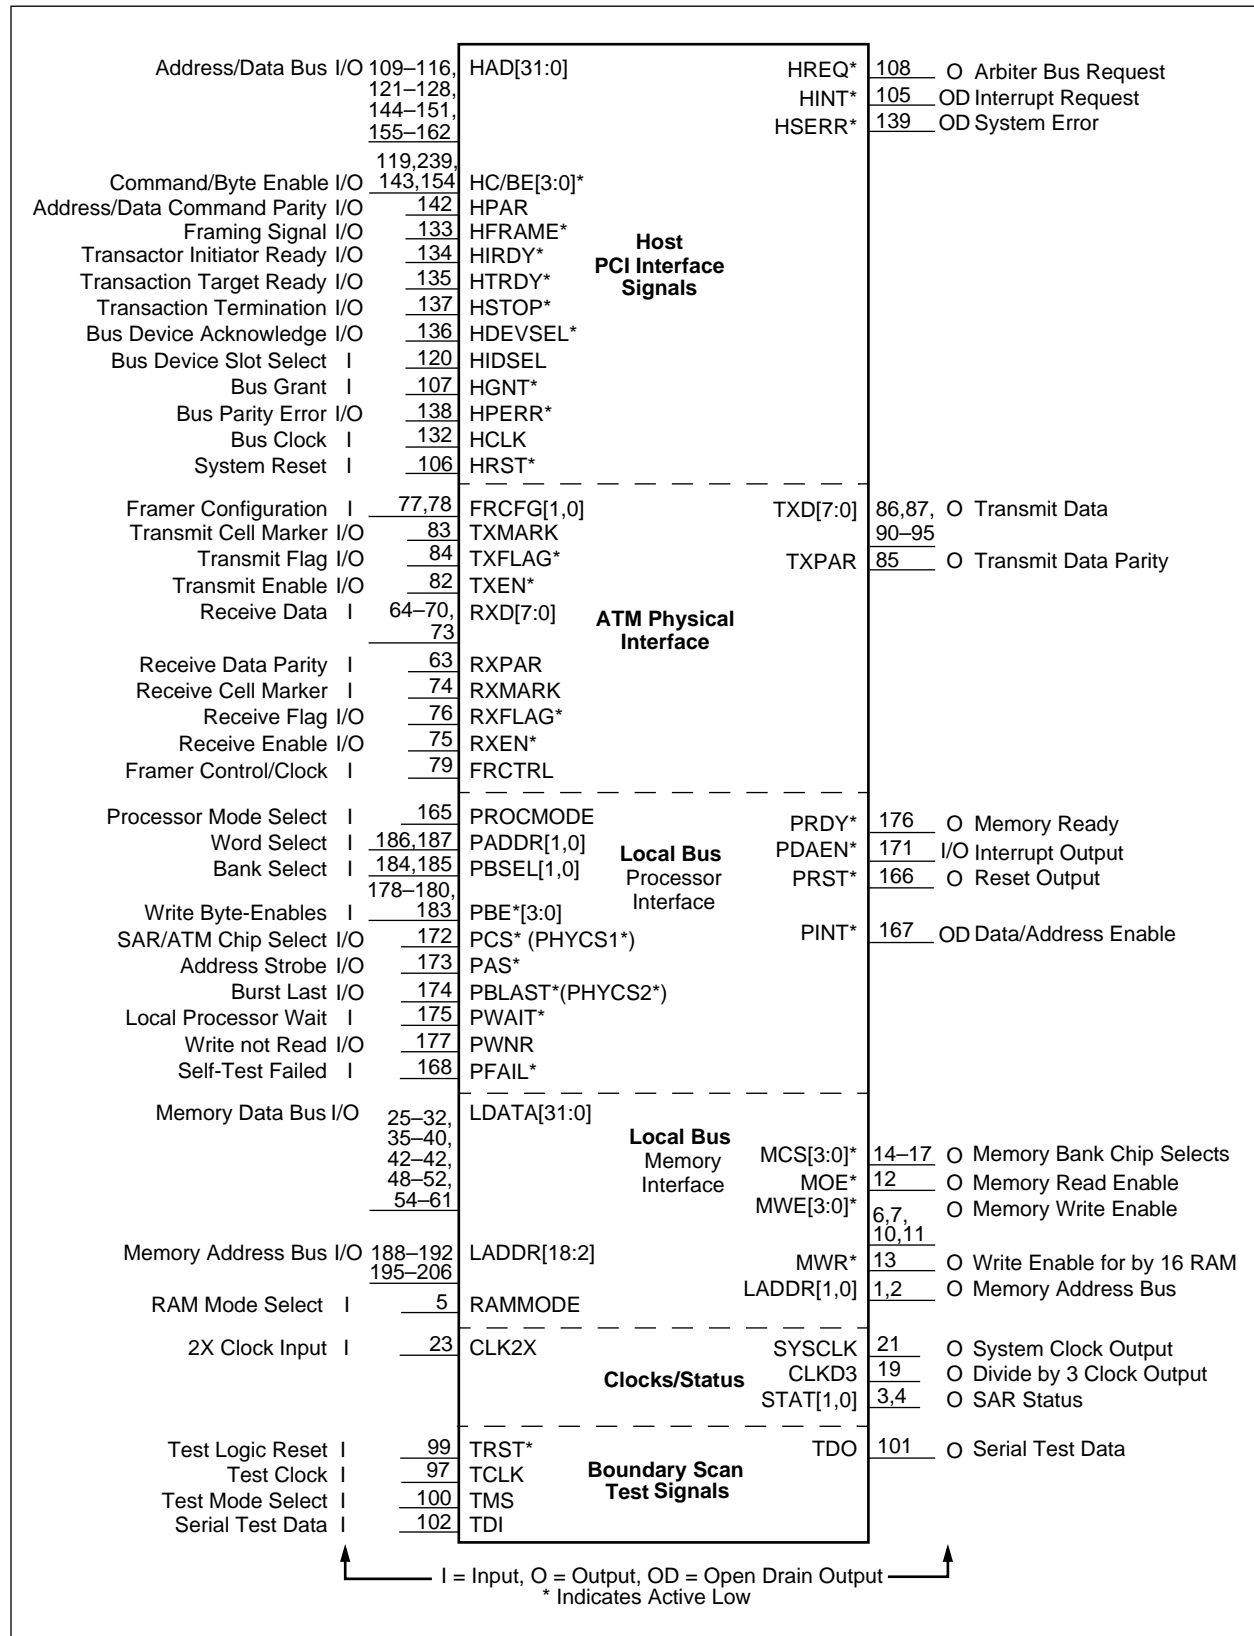 Address/Data Bus I/O 109–116, HAD[31:0] HREQ* 108 O Arbiter Bus Request
121–128, HINT* 105 OD Interrupt Request
144–151, HSERR* 139 OD System Error
155–162
119,239,
Command/Byte Enable I/O 143,154 HC/BE[3:0]*
Address/Data Command Parity I/O 142 HPAR
Framing Signal I/O 133 HFRAME*
Transactor Initiator Ready I/O 134 HIRDY*
Transaction Target Ready I/O 135 HTRDY*
Transaction Termination I/O 137 HSTOP*
Bus Device Acknowledge I/O 136 HDEVSEL*
Bus Device Slot Select I 120 HIDSEL
Bus Grant I 107 HGNT*
Bus Parity Error I/O 138 HPERR*
Bus Clock I 132 HCLK
System Reset I 106 HRST*
Host
PCI Interface
Signals
Framer Configuration I 77,78 FRCFG[1,0] TXD[7:0] 86,87, O Transmit Data
90–95
Transmit Cell Marker I/O 83 TXMARK
Transmit Flag I/O 84 TXFLAG* TXPAR 85 O Transmit Data Parity
Transmit Enable I/O 82 TXEN*
Receive Data I 64–70, RXD[7:0]
73
ATM Physical
Interface
Receive Data Parity I 63 RXPAR
Receive Cell Marker I 74 RXMARK
Receive Flag I/O 76 RXFLAG*
Receive Enable I/O 75 RXEN*
Framer Control/Clock I 79 FRCTRL
Processor Mode Select I 165 PROCMODE PRDY* 176 O Memory Ready
Word Select I 186,187 PADDR[1,0] PDAEN* 171 I/O Interrupt Output
Bank Select I 184,185 PBSEL[1,0] PRST* 166 O Reset Output
178–180,
Write Byte-Enables I 183 PBE*[3:0]
Local Bus
Processor
Interface
SAR/ATM Chip Select I/O 172 PCS* (PHYCS1*) PINT* 167 OD Data/Address Enable
Address Strobe I/O 173 PAS*
Burst Last I/O 174 PBLAST*(PHYCS2*)
Local Processor Wait I 175 PWAIT*
Write not Read I/O 177 PWNR
Self-Test Failed I 168 PFAIL*
Memory Data Bus I/O 25–32, LDATA[31:0]
35–40,
42–42,
48–52,
54–61
Local Bus
Memory
Interface
MCS[3:0]* 14–17 O Memory Bank Chip Selects
MOE* 12 O Memory Read Enable
MWE[3:0]* 6,7, O Memory Write Enable
10,11
Memory Address Bus I/O 188–192 LADDR[18:2] MWR* 13 O Write Enable for by 16 RAM
195–206
LADDR[1,0] 1,2 O Memory Address Bus
RAM Mode Select I 5 RAMMODE
2X Clock Input I 23 CLK2X SYSCLK 21 O System Clock Output
CLKD3 19 O Divide by 3 Clock Output
Clocks/Status
STAT[1,0] 3,4 O SAR Status
Test Logic Reset I 99 TRST* TDO 101 O Serial Test Data
Test Clock I 97 TCLK
Test Mode Select I 100 TMS
Serial Test Data I 102 TDI
Boundary Scan
Test Signals
I = Input, O = Output, OD = Open Drain Output
* Indicates Active Low